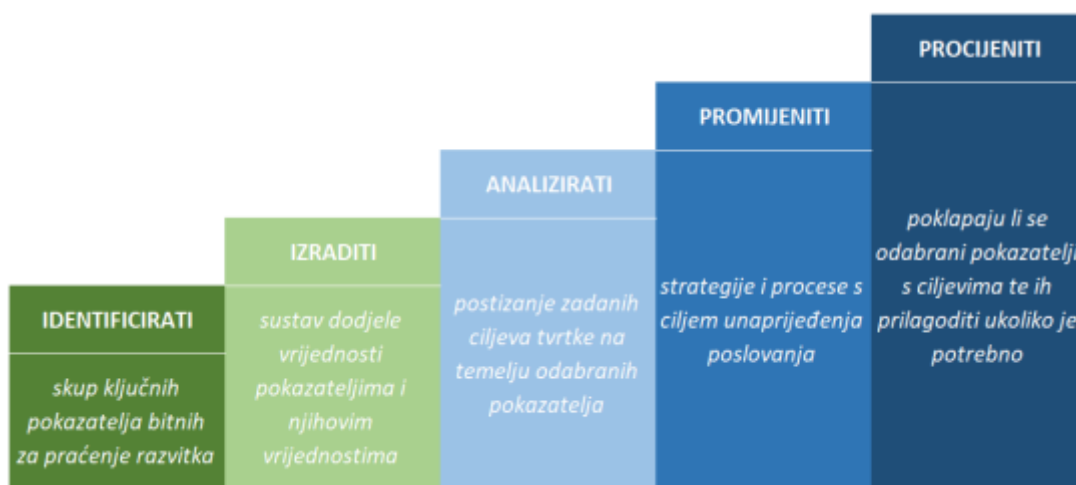 IDENTIFICIRATI
skup ključnih
pokazatelja bitnih
za praćenje razvitka
IZRADITI
sustav dodjele
vrijednosti
pokazateljima i
njihovim
vrijednostima
ANALIZIRATI
postizanje zadanih
ciljeva tvrtke na
temelju odabranih
pokazatelja
PROMIJENITI
strategije i procese s
ciljem unaprijeđenja
poslovanja
PROCIJENITI
poklapaju li se
odabrani pokazatelji
s ciljevima te ih
prilagoditi ukoliko je
potrebno